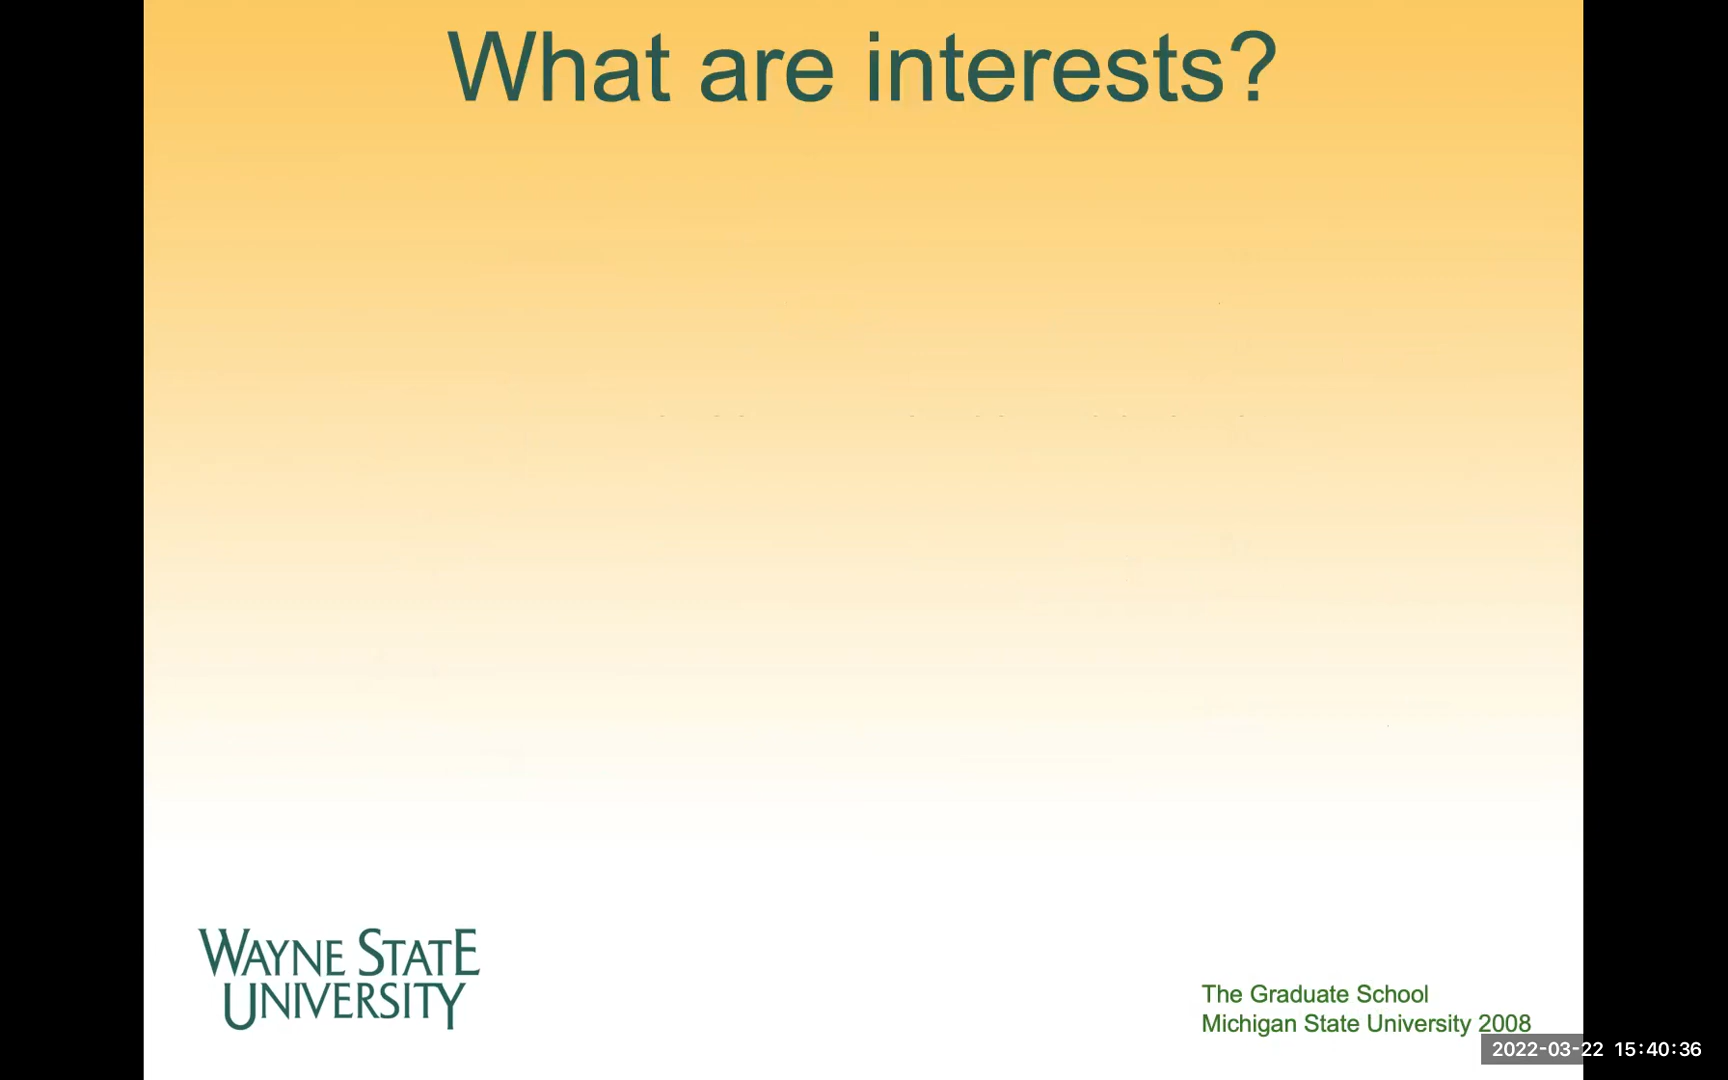 What are interests?
WAYNE STATE
UNIVERSITY
The Graduate School
Michigan State University 2008
2022-03-22 15:40:36